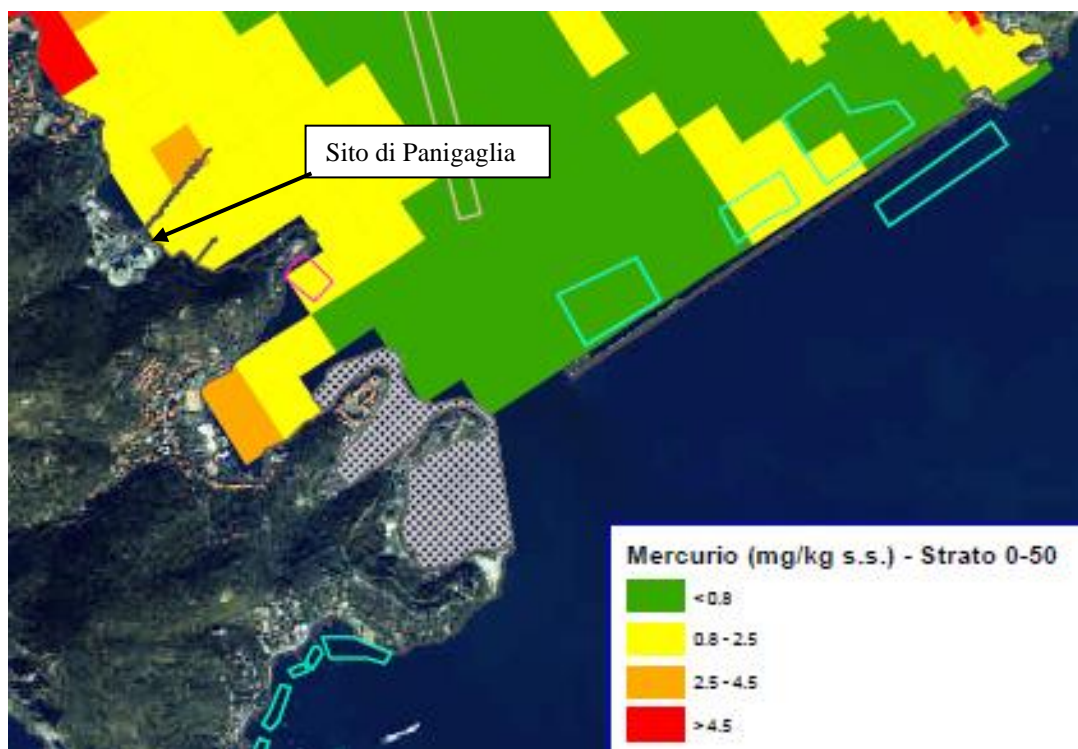 Sito di Panigaglia
Mercurio (mg/kg s.s.) - Strato 0-50
<0.8
0.8 - 2.5
2.5 - 4.5
>4.5